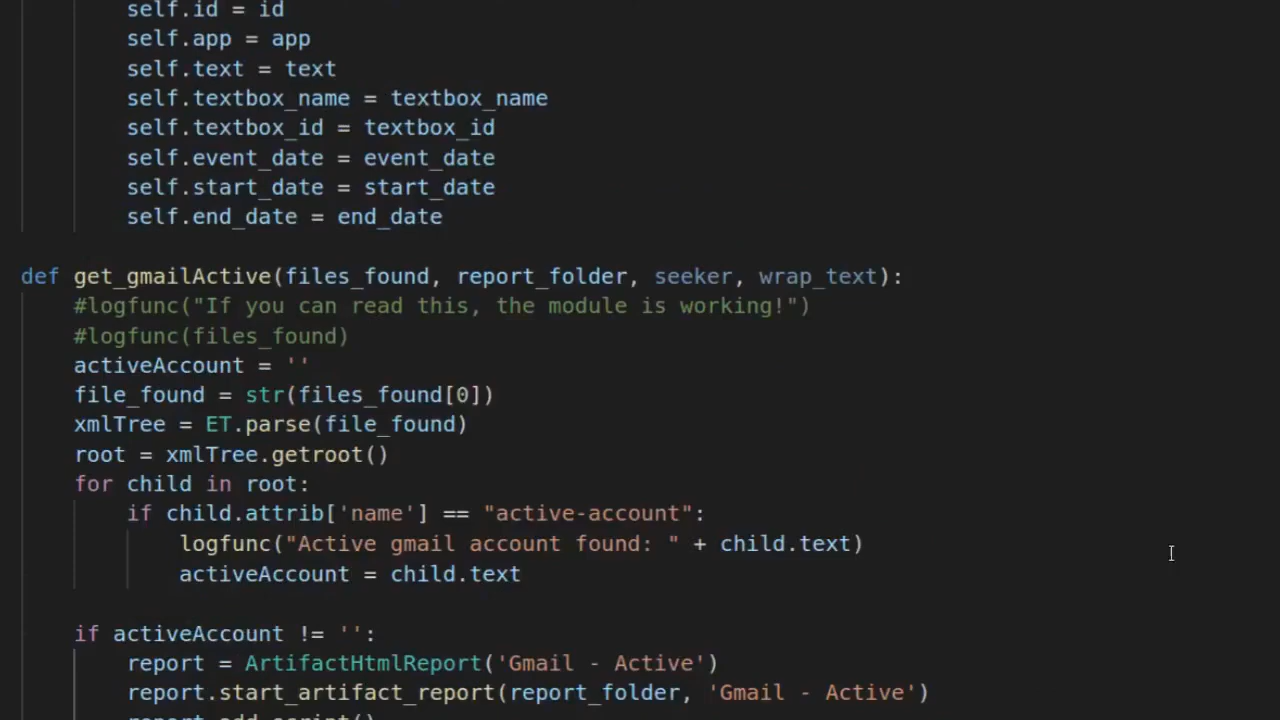 self.id = id
self.app = app
self.text = text
self.textbox_name = textbox_name
self.textbox_id = textbox_id
self.event_date = event_date
self.start_date = start_date
self.end_date = end_date
def get_gmailActive(files_found, report_folder, seeker, wrap_text):
#logfunc("If you can read this, the module is working!")
#logfunc(files_found)
activeAccount = ''
file_found = str(files_found[0])
xmlTree = ET.parse(file_found)
root = xmlTree.getroot()
for child in root:
if child.attrib['name'] == "active-account":
logfunc("Active gmail account found: " + child.text)
activeAccount = child.text
if activeAccount != '':
report = ArtifactHtmlReport('Gmail - Active')
report.start_artifact_report(report_folder, 'Gmail - Active')
report.add_script()